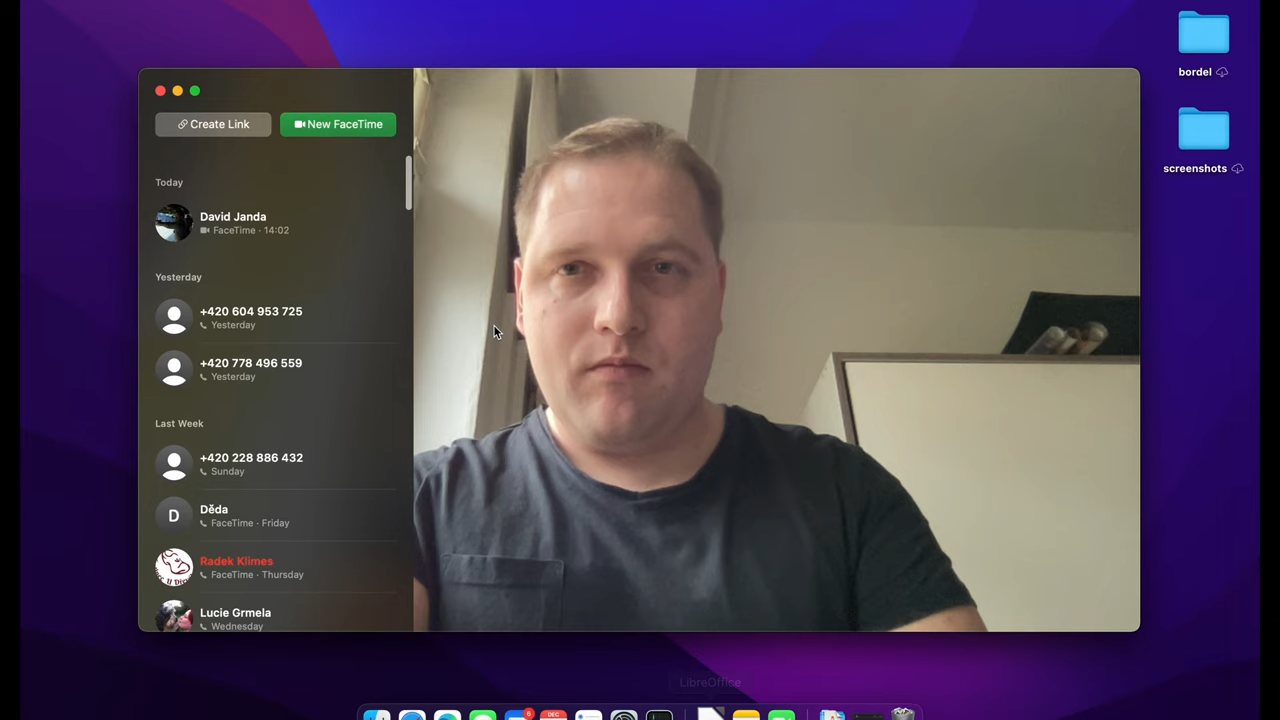 bordel
screenshots
Create Link
New FaceTime
Today
David Janda
FaceTime · 14:02
Yesterday
+420 604 953 725
Yesterday
+420 778 496 559
Yesterday
Last Week
+420 228 886 432
Sunday
D
Děda
FaceTime · Friday
Radek Klimes
FaceTime · Thursday
Lucie Grmela
Wednesday
LibreOffice
6
DEC